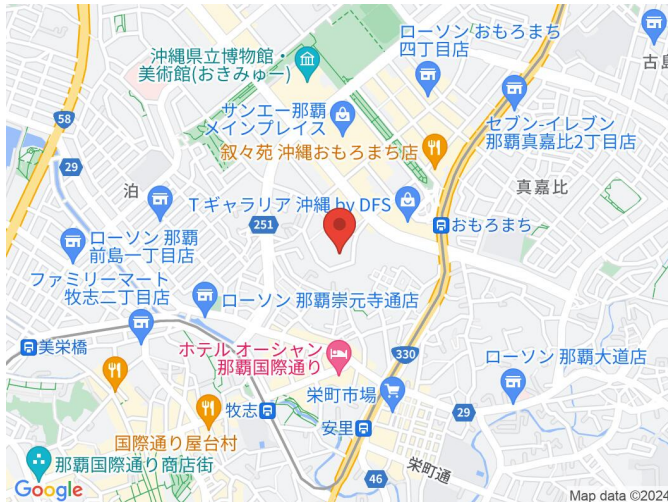 ローソン おもろまち
四丁目店
沖縄県立博物館・
美術館(おきみゅー)
古島
サンエー那覇
メインプレイス
セブン-イレブン
那覇真嘉比2丁目店
58
叙々苑 沖縄おもろまち店
29
真嘉比
泊
Tギャラリア 沖縄 by DFS
251
おもろまち
ローソン 那覇
前島一丁目店
ファミリーマート
牧志二丁目店
ローソン 那覇崇元寺通店
美栄橋
ホテル オーシャン
那覇国際通り
330
ローソン 那覇大道店
栄町市場
牧志
29
安里
国際通り屋台村
栄町通
那覇国際通り商店街
46
Google
Map data ©2024